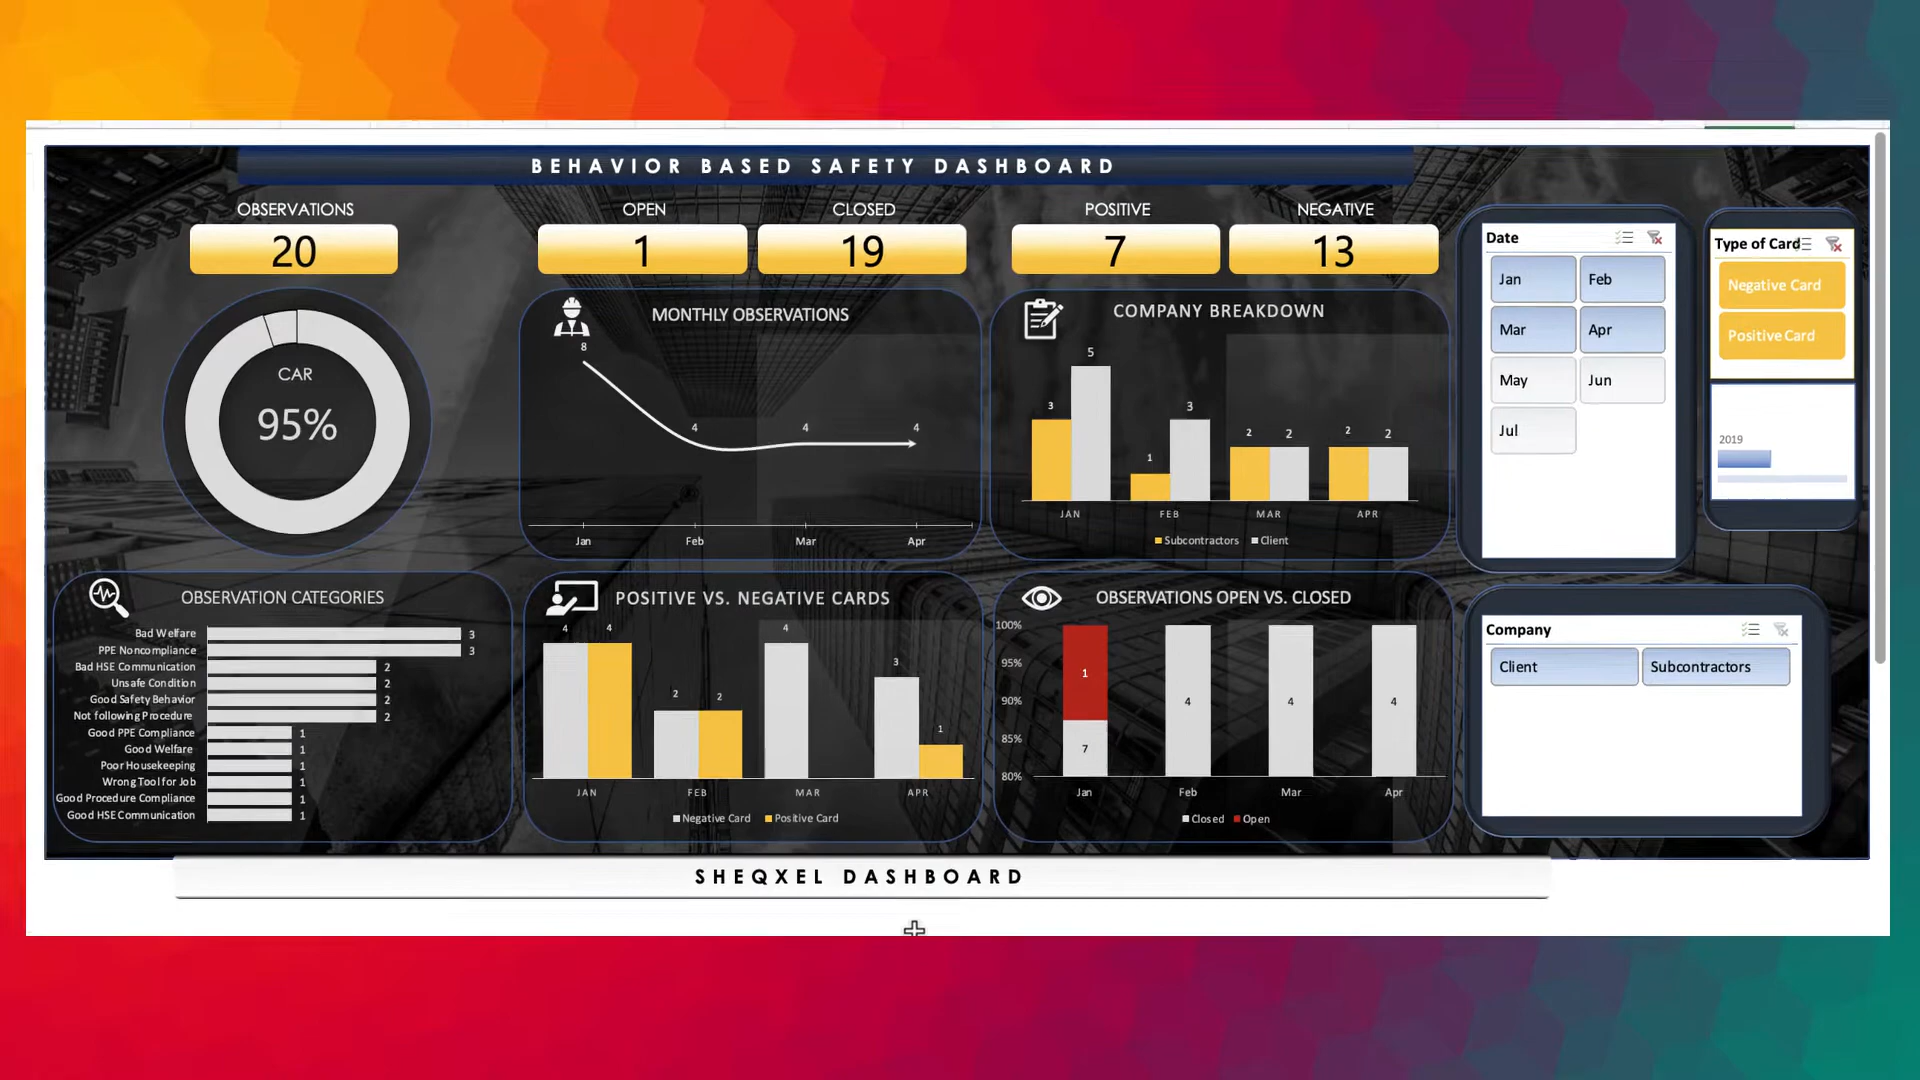 BEHAVIOR BASED SAFETY DASHBOARD
OBSERVATIONS
20
OPEN
1
CLOSED
19
POSITIVE
7
NEGATIVE
13
CAR
95%
MONTHLY OBSERVATIONS
8
4
4
4
Jan Feb Mar Apr
COMPANY BREAKDOWN
3 5
1 3
2 2
2 2
JAN FEB MAR APR
Subcontractors Client
Date
Jan Feb
Mar Apr
May Jun
Jul
Type of Card
Negative Card
Positive Card
2019
OBSERVATION CATEGORIES
Bad Welfare 3
PPE Noncompliance 3
Bad HSE Communication 2
Unsafe Condition 2
Good Safety Behavior 2
Not following Procedure 2
Good PPE Compliance 1
Good Welfare 1
Poor Housekeeping 1
Wrong Tool for Job 1
Good Procedure Compliance 1
Good HSE Communication 1
POSITIVE VS. NEGATIVE CARDS
4 4
2 2
4
3 1
JAN FEB MAR APR
Negative Card Positive Card
OBSERVATIONS OPEN VS. CLOSED
100%
95%
90%
85%
80%
1
7
4
4
4
Jan Feb Mar Apr
Closed Open
Company
Client Subcontractors
SHEQXEL DASHBOARD